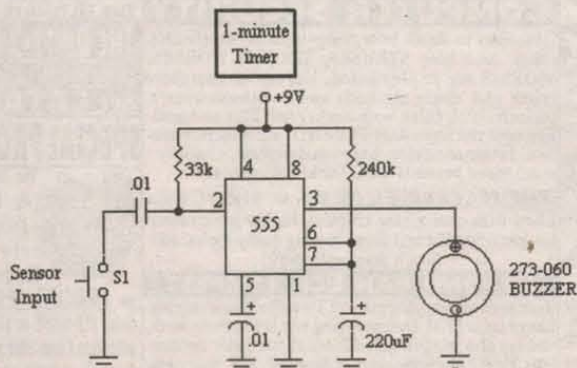 1-minute
Timer
+9V
33k
4
8
240k
.01
2
555
3
6
7
Sensor
Input
S1
5
1
273-060
BUZZER
+
.01
+
220uF